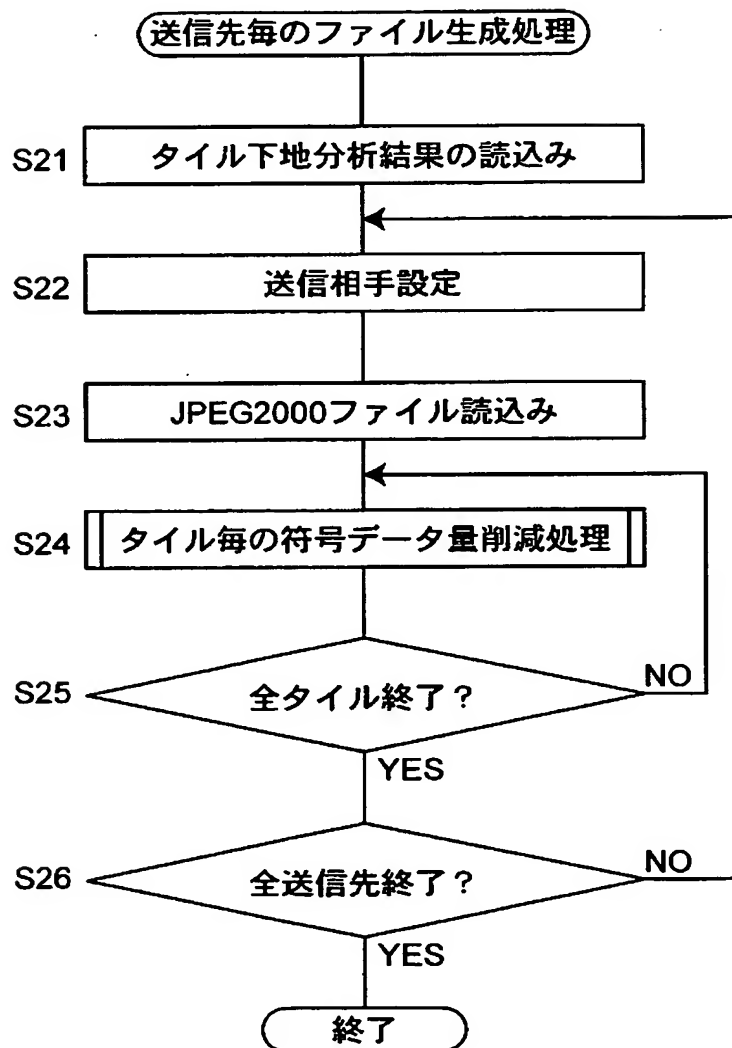 送信先毎のファイル生成処理
S21 タイル下地分析結果の読込み
S22 送信相手設定
S23 JPEG2000ファイル読込み
S24 タイル毎の符号データ量削減処理
S25 全タイル終了？ NO
YES
S26 全送信先終了？ NO
YES
終了